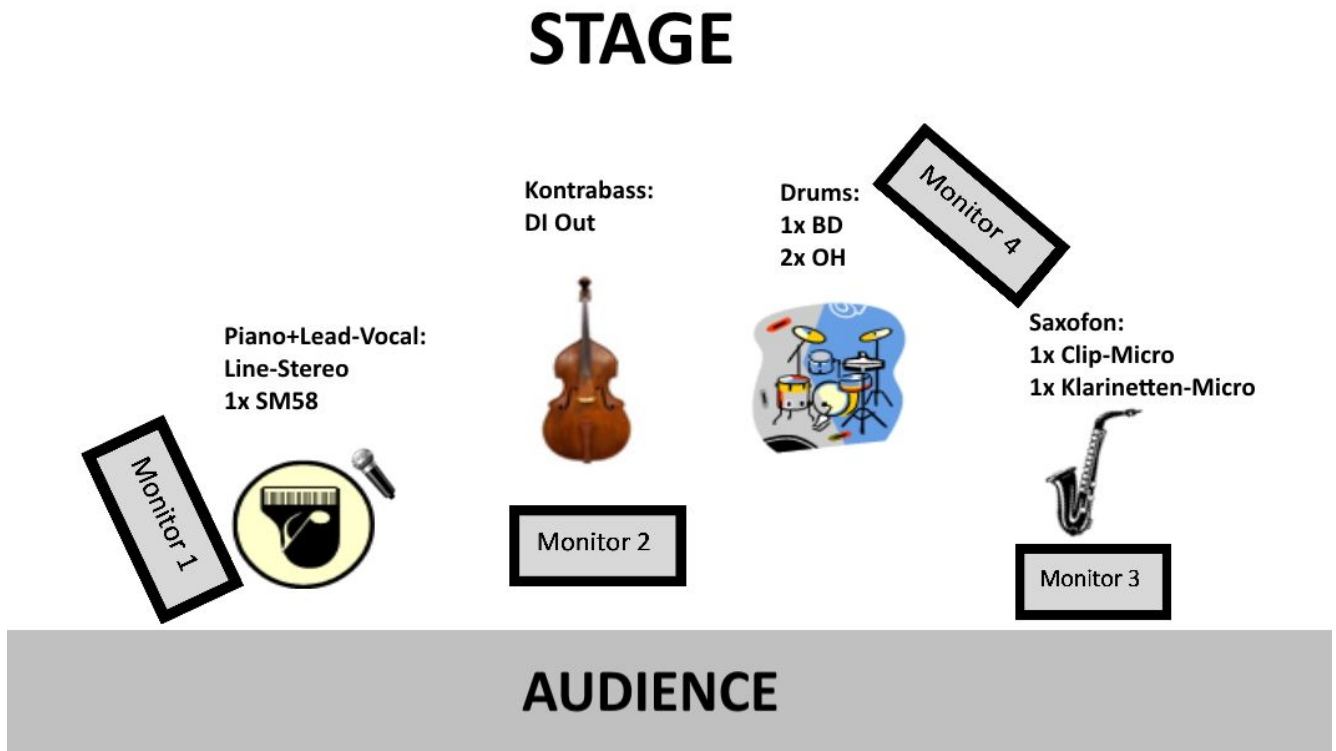 STAGE
Kontrabass:
DI Out
Drums:
1x BD
2x OH
Monitor 4
Piano+Lead-Vocal:
Line-Stereo
1x SM58
Saxofon:
1x Clip-Micro
1x Klarinetten-Micro
Monitor 1
Monitor 2
Monitor 3
AUDIENCE